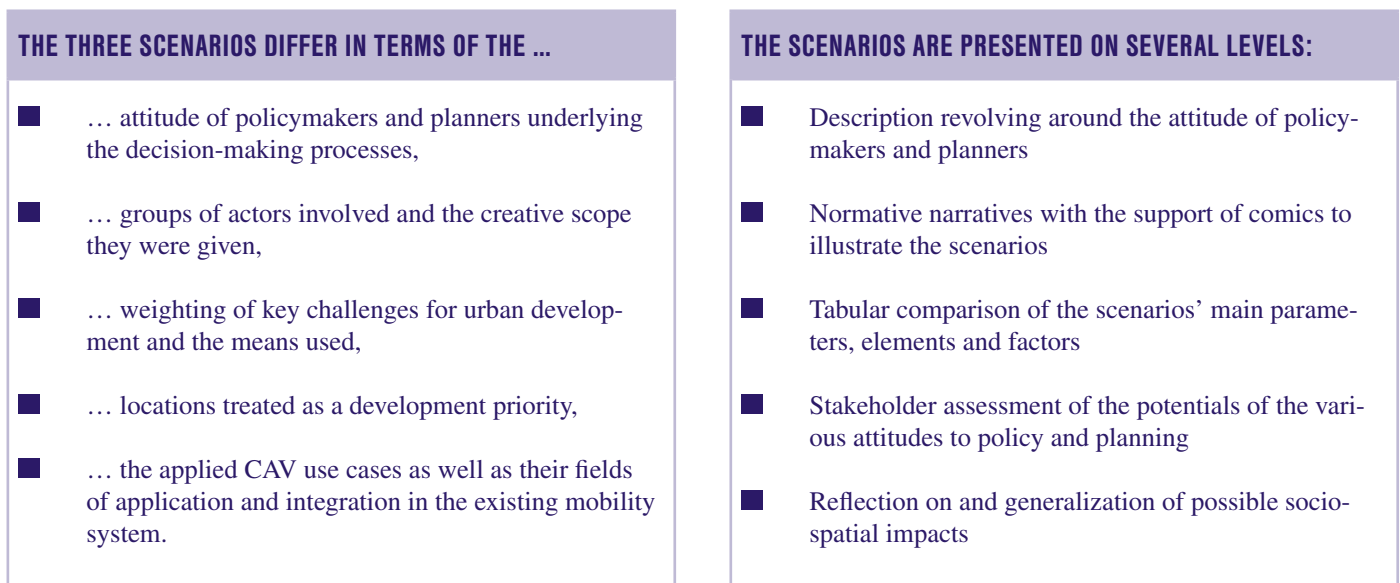 THE THREE SCENARIOS DIFFER IN TERMS OF THE ...
… attitude of policymakers and planners underlying
the decision-making processes,
… groups of actors involved and the creative scope
they were given,
… weighting of key challenges for urban develop-
ment and the means used,
… locations treated as a development priority,
… the applied CAV use cases as well as their fields
of application and integration in the existing mobility
system.
THE SCENARIOS ARE PRESENTED ON SEVERAL LEVELS:
Description revolving around the attitude of policy-
makers and planners
Normative narratives with the support of comics to
illustrate the scenarios
Tabular comparison of the scenarios’ main parame-
ters, elements and factors
Stakeholder assessment of the potentials of the vari-
ous attitudes to policy and planning
Reflection on and generalization of possible socio-
spatial impacts